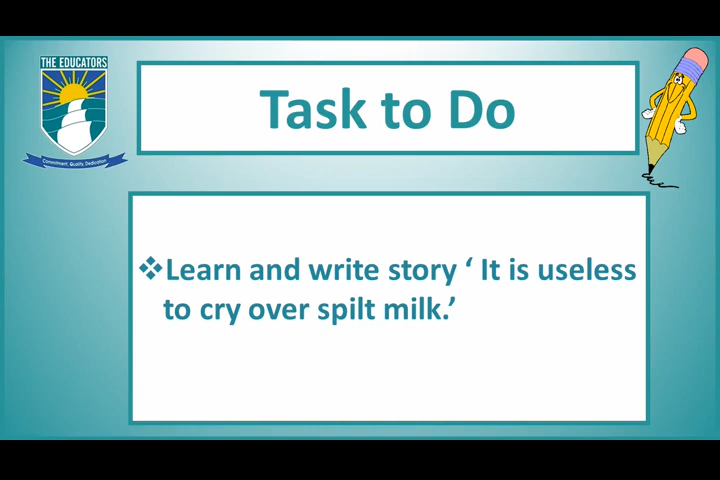 THE EDUCATORS
Commitment, Quality, Dedication
Task to Do
❖Learn and write story ‘ It is useless
to cry over spilt milk.’